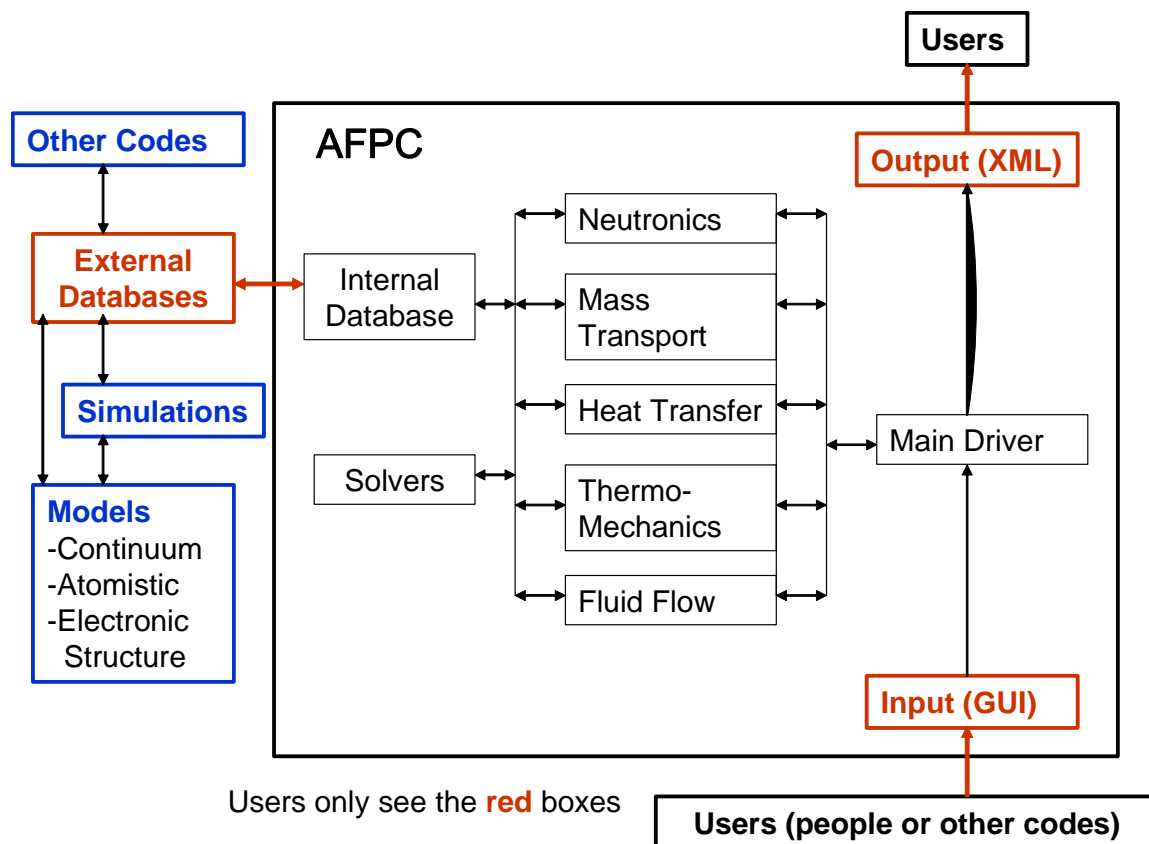 Users
AFPC
Other Codes
Output (XML)
Neutronics
External
Databases
Internal
Database
Mass
Transport
Simulations
Heat Transfer
Main Driver
Solvers
Thermo-
Mechanics
Models
-Continuum
-Atomistic
-Electronic
Structure
Fluid Flow
Input (GUI)
Users only see the red boxes
Users (people or other codes)